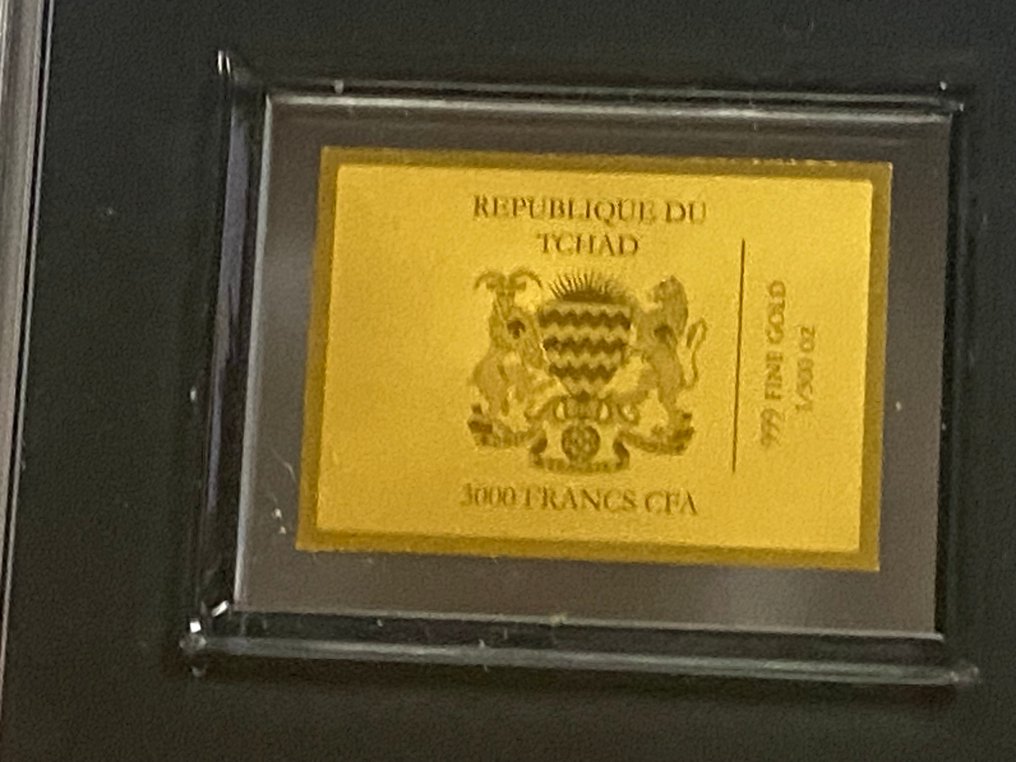 REPUBLIQUE DU
TCHAD
3000 FRANCS CFA
999 FINE GOLD
1/500 OZ